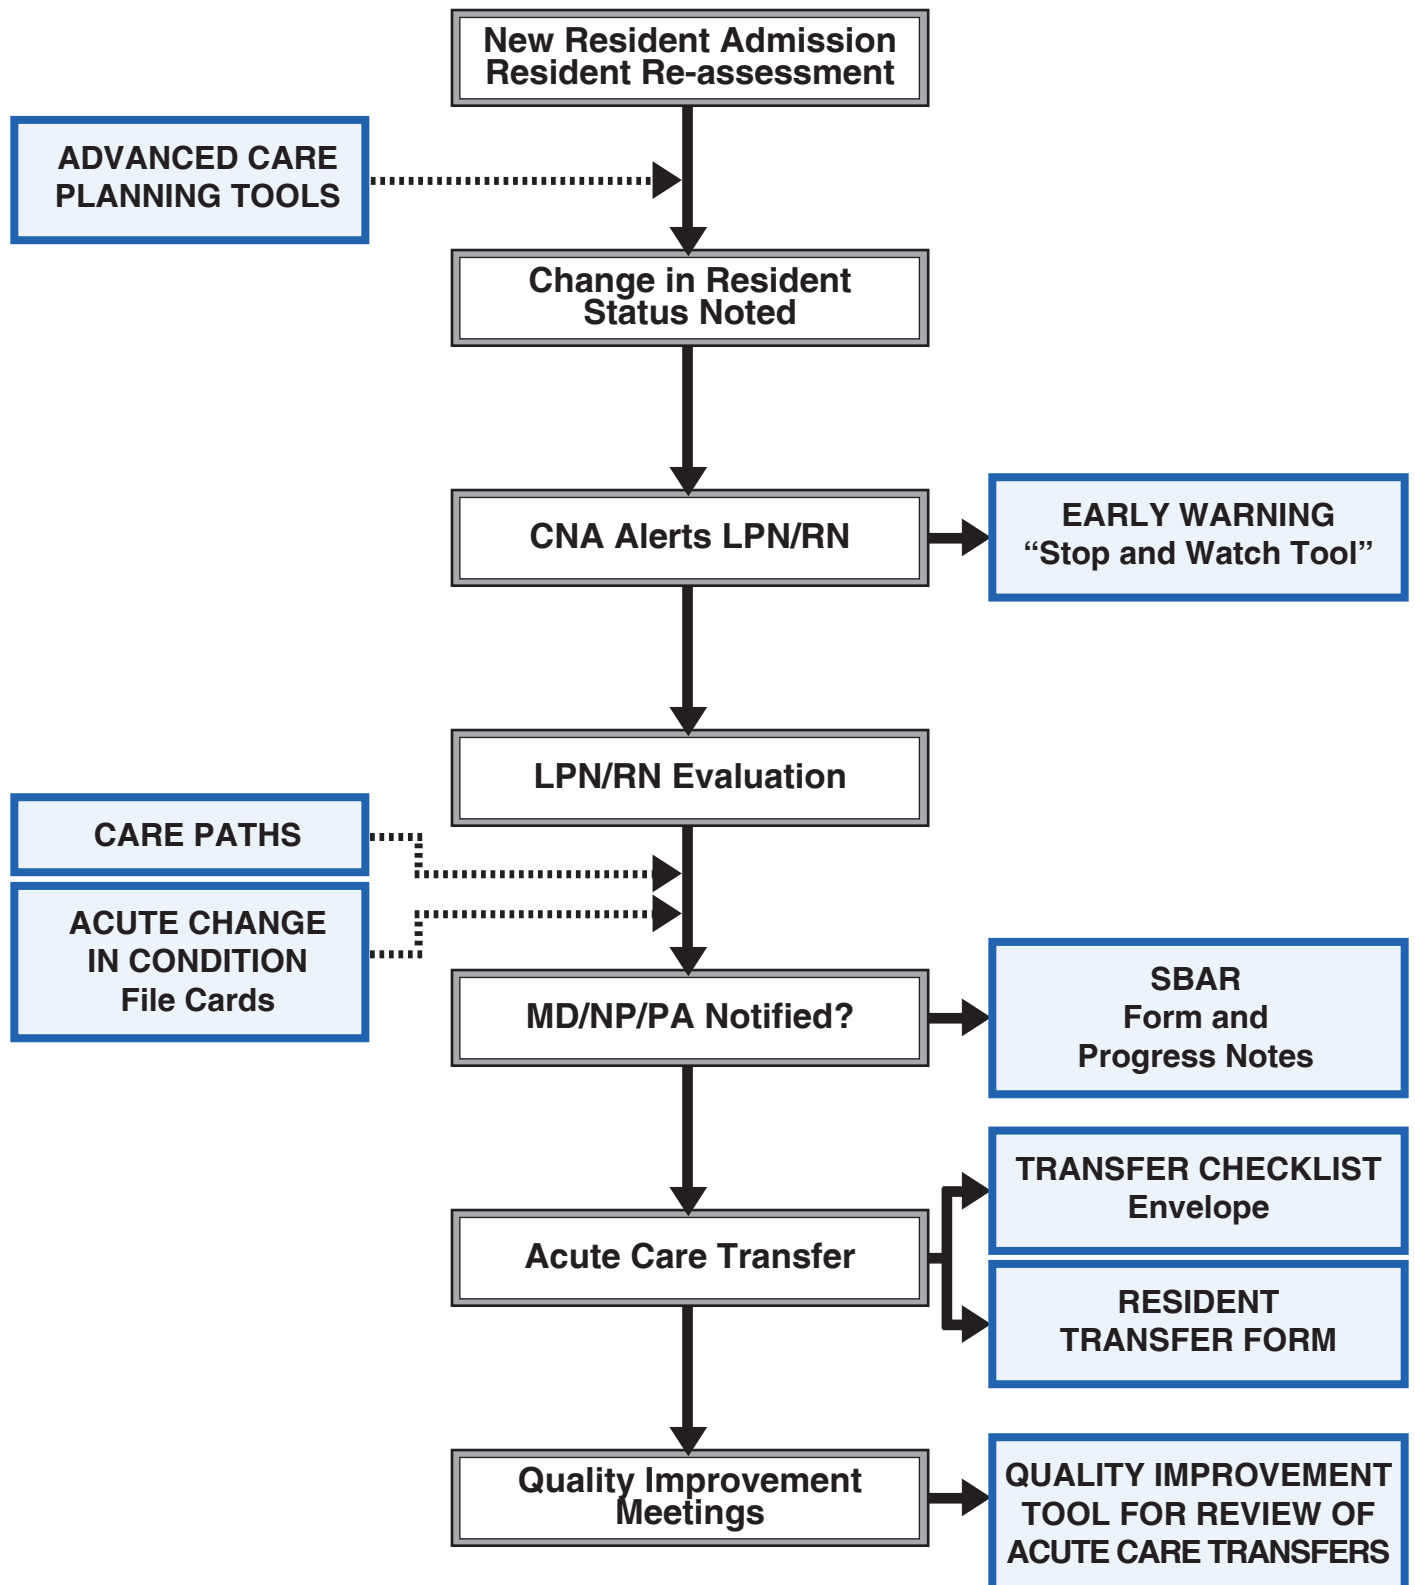 New Resident Admission
Resident Re-assessment
ADVANCED CARE
PLANNING TOOLS
Change in Resident
Status Noted
CNA Alerts LPN/RN
EARLY WARNING
“Stop and Watch Tool”
LPN/RN Evaluation
CARE PATHS
ACUTE CHANGE
IN CONDITION
File Cards
MD/NP/PA Notified?
SBAR
Form and
Progress Notes
TRANSFER CHECKLIST
Envelope
Acute Care Transfer
RESIDENT
TRANSFER FORM
Quality Improvement
Meetings
QUALITY IMPROVEMENT
TOOL FOR REVIEW OF
ACUTE CARE TRANSFERS